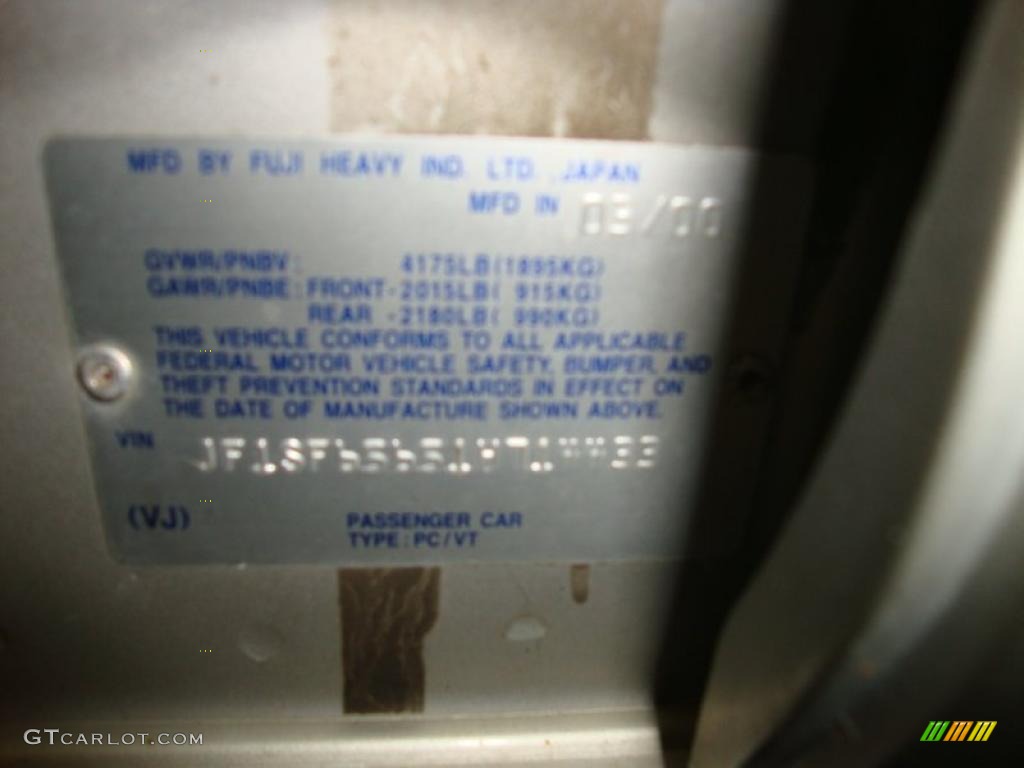 MFD BY FUJI HEAVY IND. LTD. JAPAN
MFD IN 03/00
GVWR/PNBV: 4175LB(1895KG)
GAWR/PNBE: FRONT-2015LB( 915KG)
REAR -2180LB( 990KG)
THIS VEHICLE CONFORMS TO ALL APPLICABLE
FEDERAL MOTOR VEHICLE SAFETY, BUMPER, AND
THEFT PREVENTION STANDARDS IN EFFECT ON
THE DATE OF MANUFACTURE SHOWN ABOVE.
VIN
(VJ) PASSENGER CAR
TYPE: PC/VT
GTCARLOT.COM